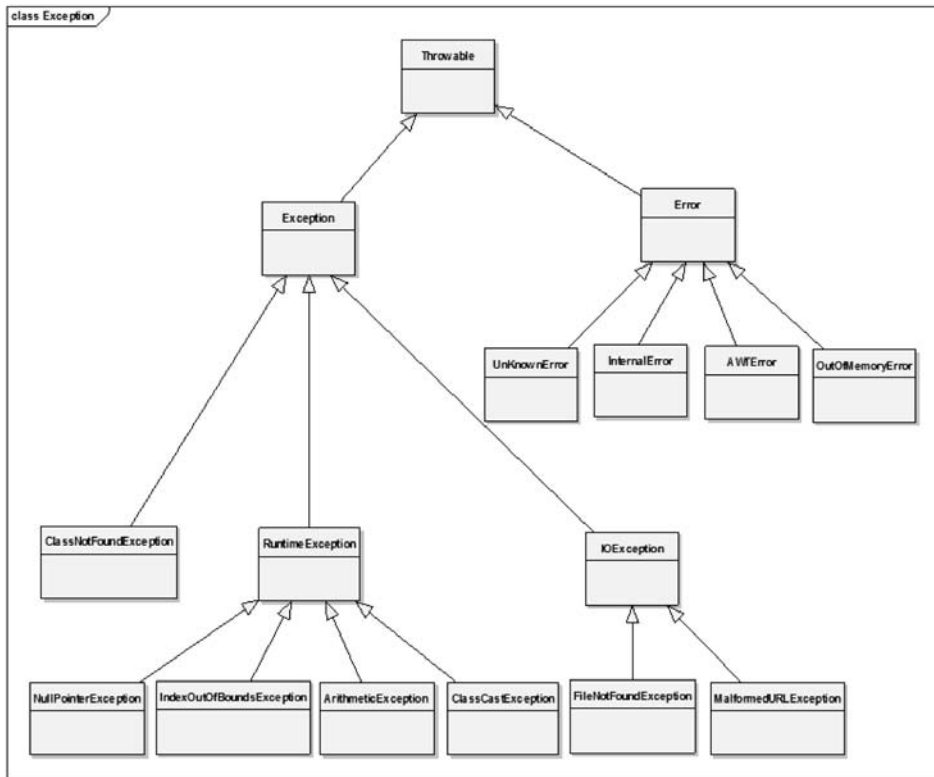 class Exception
Throwable
Exception
Error
UnKnownError
InternalError
AWTError
OutOfMemoryError
ClassNotFoundException
RuntimeException
IOException
NullPointerException
IndexOutOfBoundsException
ArithmeticException
ClassCastException
FileNotFoundException
MalformedURLException